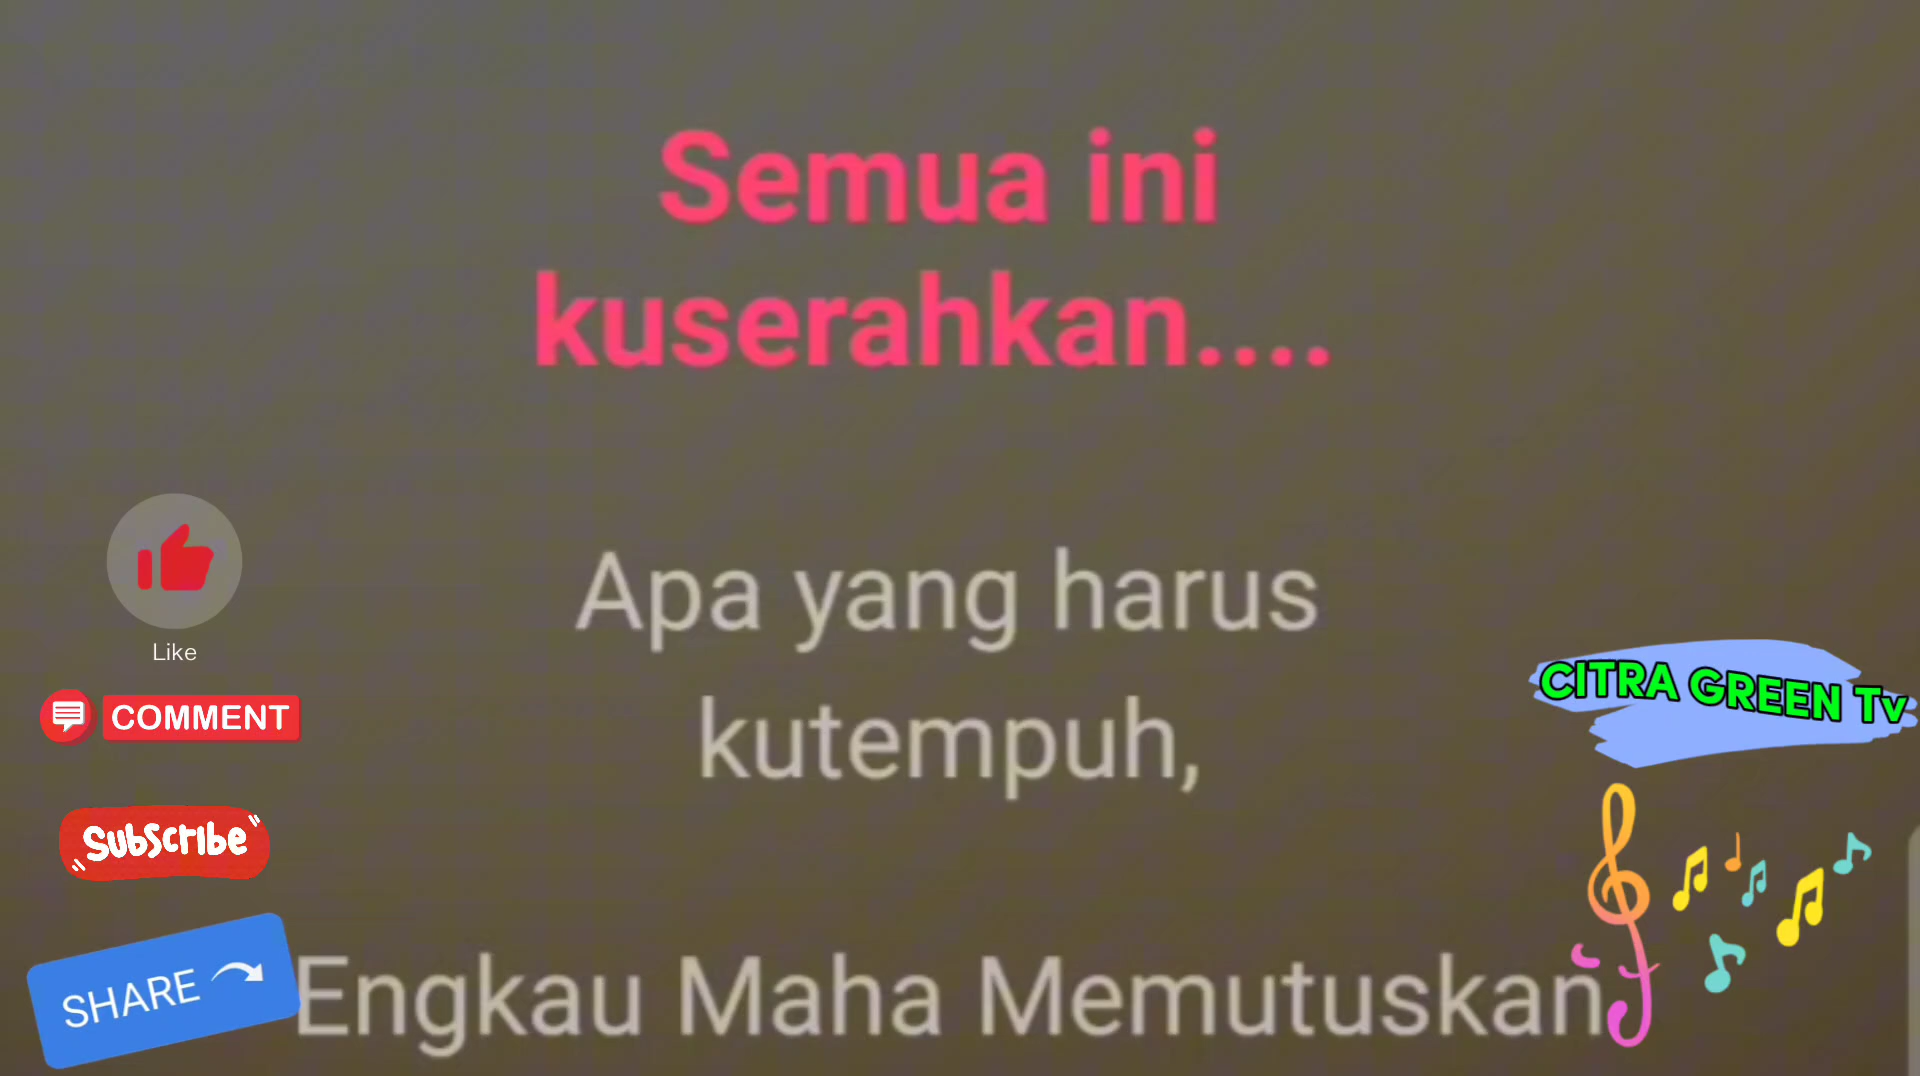 Semua ini
kuserahkan....
Apa yang harus
kutempuh,
Engkau Maha Memutuskan
Like
COMMENT
Subscribe
SHARE
CITRA GREEN Tv